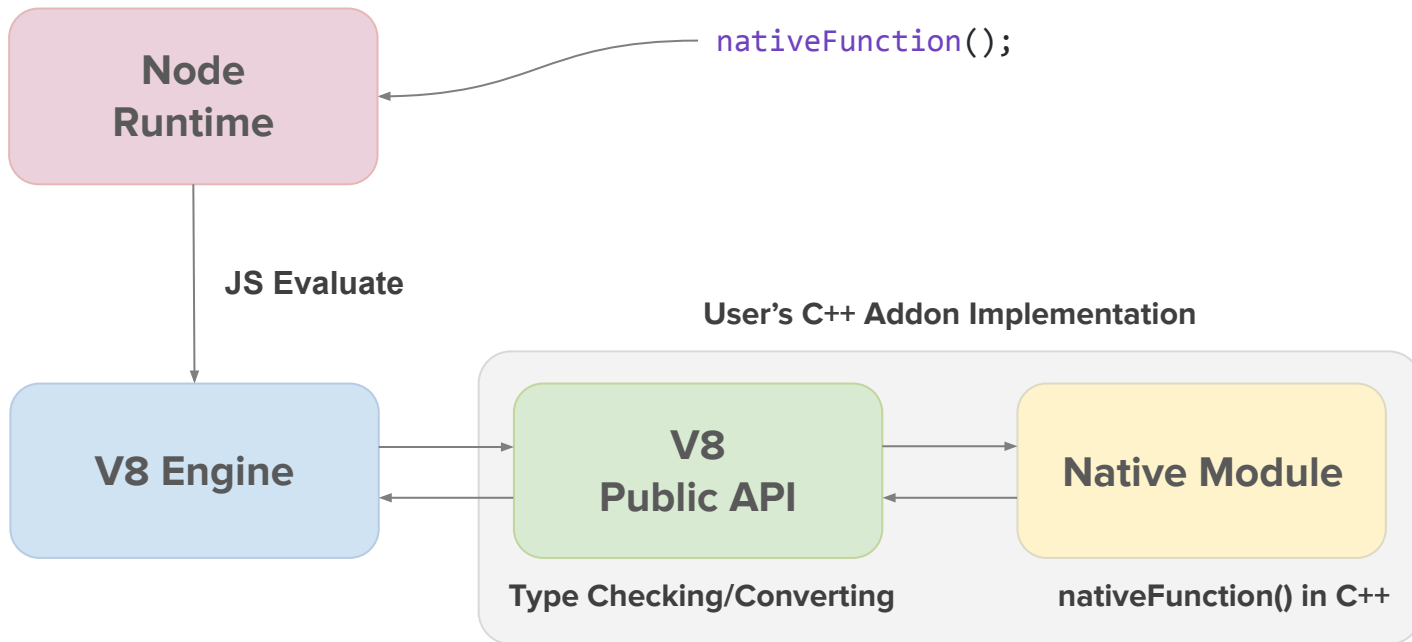 nativeFunction();
Node
Runtime
JS Evaluate
User’s C++ Addon Implementation
V8 Engine
V8
Public API
Native Module
Type Checking/Converting
nativeFunction() in C++